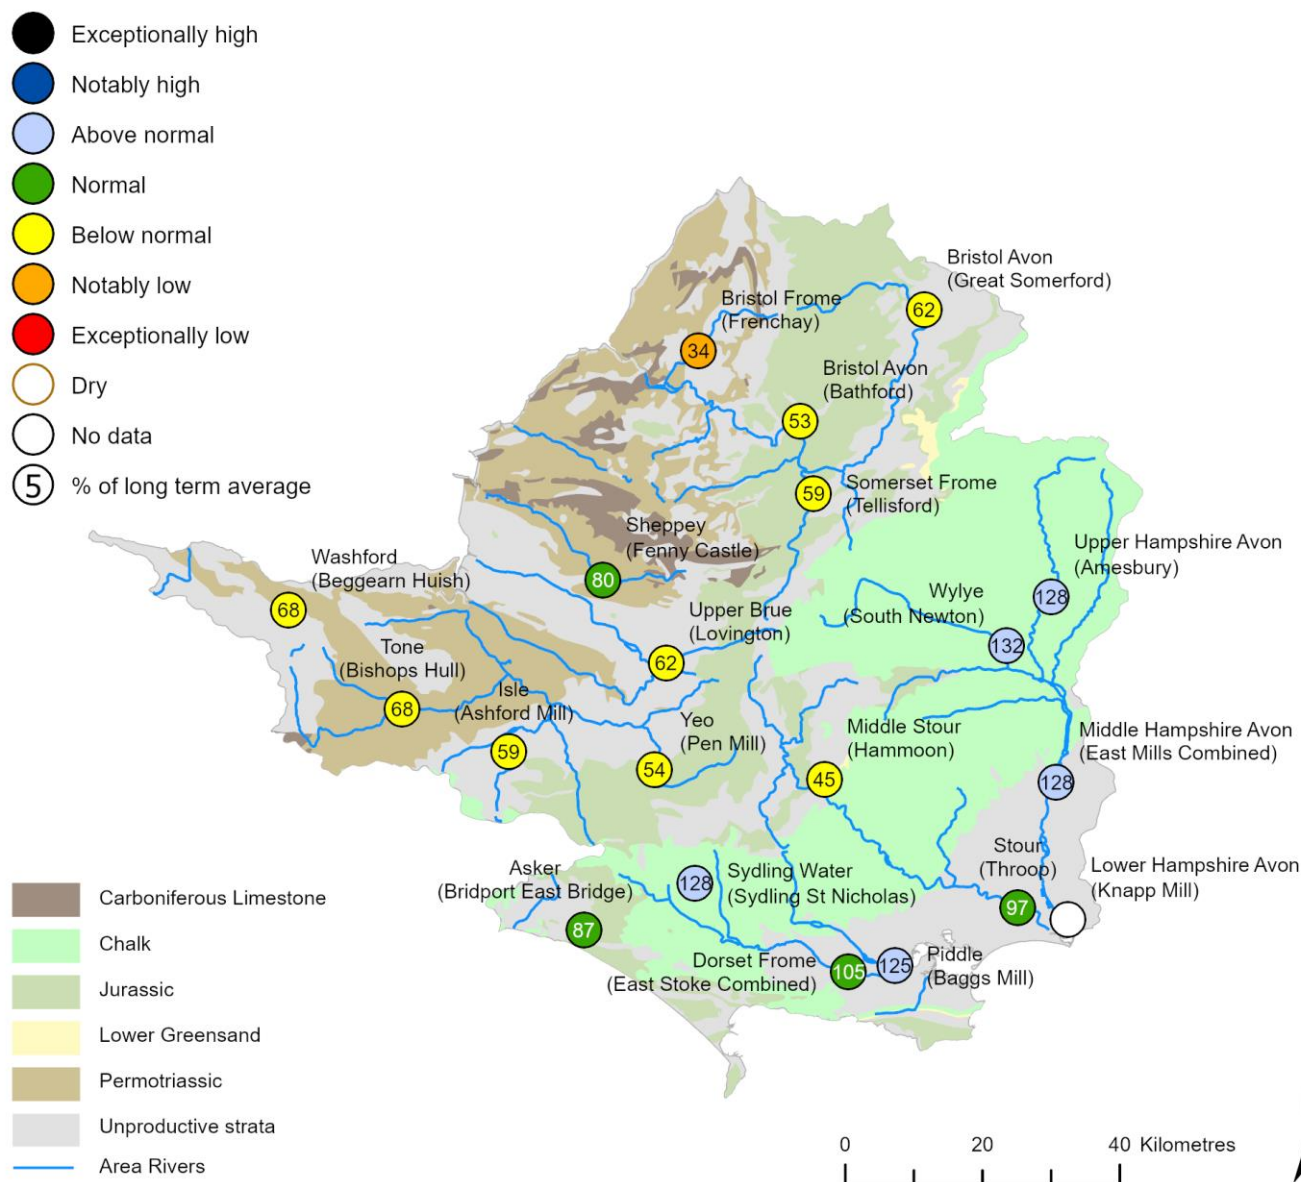 Exceptionally high
Notably high
Above normal
Normal
Below normal
Notably low
Exceptionally low
Dry
No data
5 % of long term average
Bristol Avon
(Great Somerford)
62
Bristol Frome
(Frenchay)
34
Bristol Avon
(Bathford)
53
Somerset Frome
(Tellisford)
59
Sheppey
(Fenny Castle)
80
Washford
(Beggearn Huish)
68
Upper Hampshire Avon
(Amesbury)
128
Wylye
(South Newton)
132
Upper Brue
(Lovington)
62
Tone
(Bishops Hull)
68
Isle
(Ashford Mill)
59
Yeo
(Pen Mill)
54
Middle Stour
(Hammoon)
45
Middle Hampshire Avon
(East Mills Combined)
128
Stour
(Throop)
97
Lower Hampshire Avon
(Knapp Mill)
Asker
(Bridport East Bridge)
87
Sydling Water
(Sydling St Nicholas)
128
Dorset Frome
(East Stoke Combined)
105
Piddle
(Baggs Mill)
125
Carboniferous Limestone
Chalk
Jurassic
Lower Greensand
Permotriassic
Unproductive strata
Area Rivers
0 20 40 Kilometres